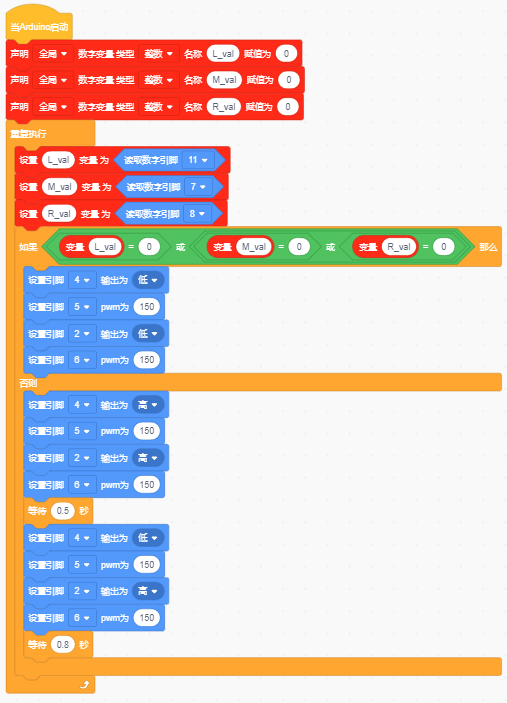 当Arduino启动
声明 全局 数字变量 类型 整数 名称 L_val 赋值为 0
声明 全局 数字变量 类型 整数 名称 M_val 赋值为 0
声明 全局 数字变量 类型 整数 名称 R_val 赋值为 0
重复执行
设置 L_val 变量 为 读取数字引脚 11
设置 M_val 变量 为 读取数字引脚 7
设置 R_val 变量 为 读取数字引脚 8
如果 变量 L_val = 0 或 变量 M_val = 0 或 变量 R_val = 0 那么
设置引脚 4 输出为 低
设置引脚 5 pwm为 150
设置引脚 2 输出为 低
设置引脚 6 pwm为 150
否则
设置引脚 4 输出为 高
设置引脚 5 pwm为 150
设置引脚 2 输出为 高
设置引脚 6 pwm为 150
等待 0.5 秒
设置引脚 4 输出为 低
设置引脚 5 pwm为 150
设置引脚 2 输出为 高
设置引脚 6 pwm为 150
等待 0.8 秒